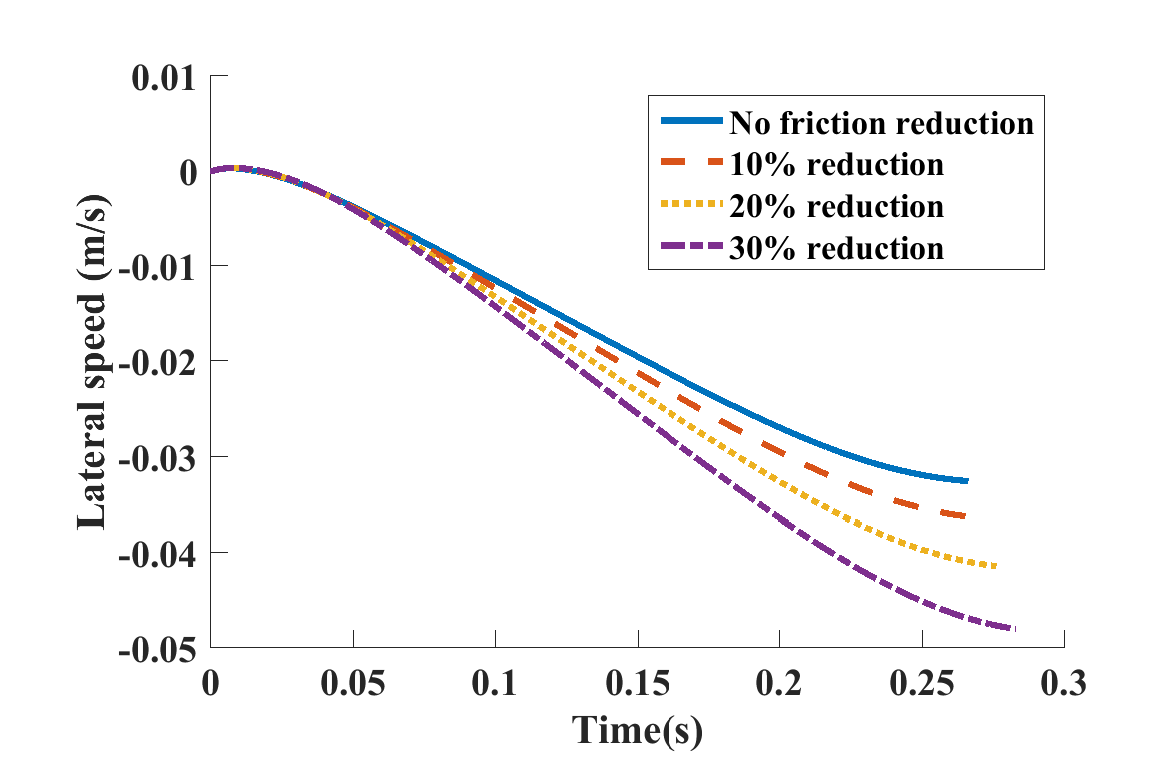 0.01
0
-0.01
-0.02
-0.03
-0.04
-0.05
Lateral speed (m/s)
No friction reduction
10% reduction
20% reduction
30% reduction
0
0.05
0.1
0.15
0.2
0.25
0.3
Time(s)